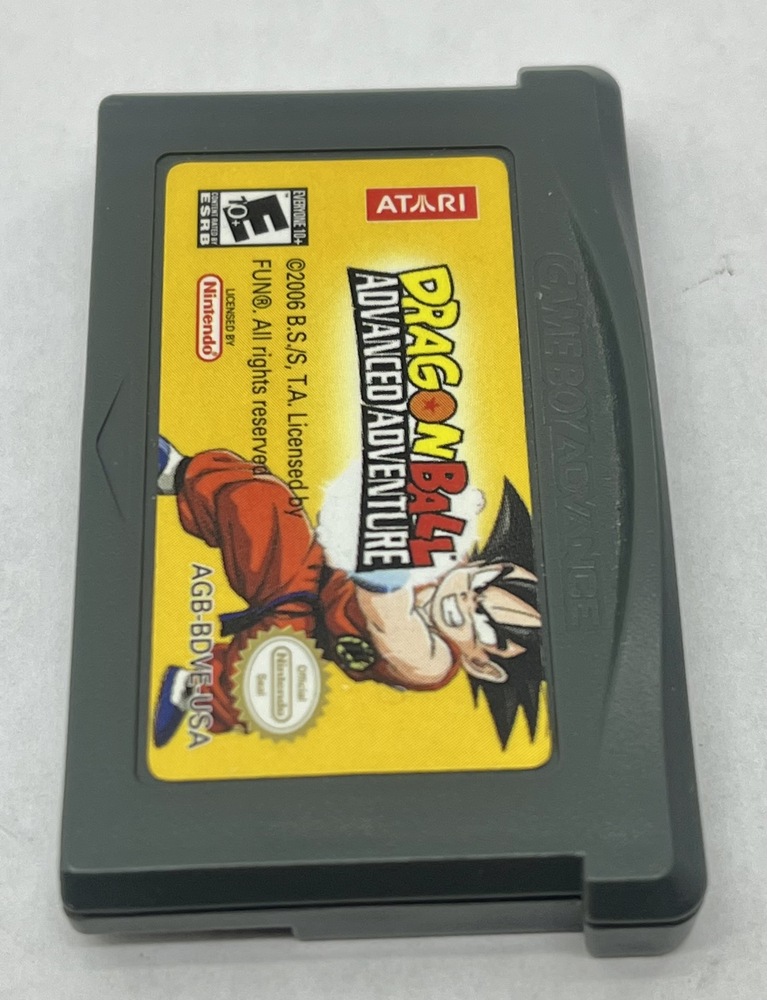 GAME BOY ADVANCE
ATARI
DRAGON BALL
ADVANCED ADVENTURE
EVERYONE 10+
E
10+
CONTENT RATED BY
ESRB
©2006 B.S./S, T.A. Licensed by
FUN®. All rights reserved
LICENSED BY
Nintendo®
Official
Nintendo
Seal
AGB-BDVE-USA